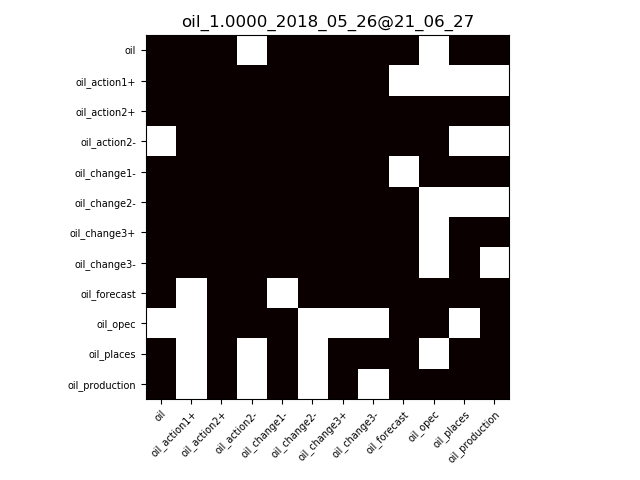 oil_1.0000_2018_05_26@21_06_27
oil
oil_action1+
oil_action2+
oil_action2-
oil_change1-
oil_change2-
oil_change3+
oil_change3-
oil_forecast
oil_opec
oil_places
oil_production
oil
oil_action1+
oil_action2+
oil_action2-
oil_change1-
oil_change2-
oil_change3+
oil_change3-
oil_forecast
oil_opec
oil_places
oil_production